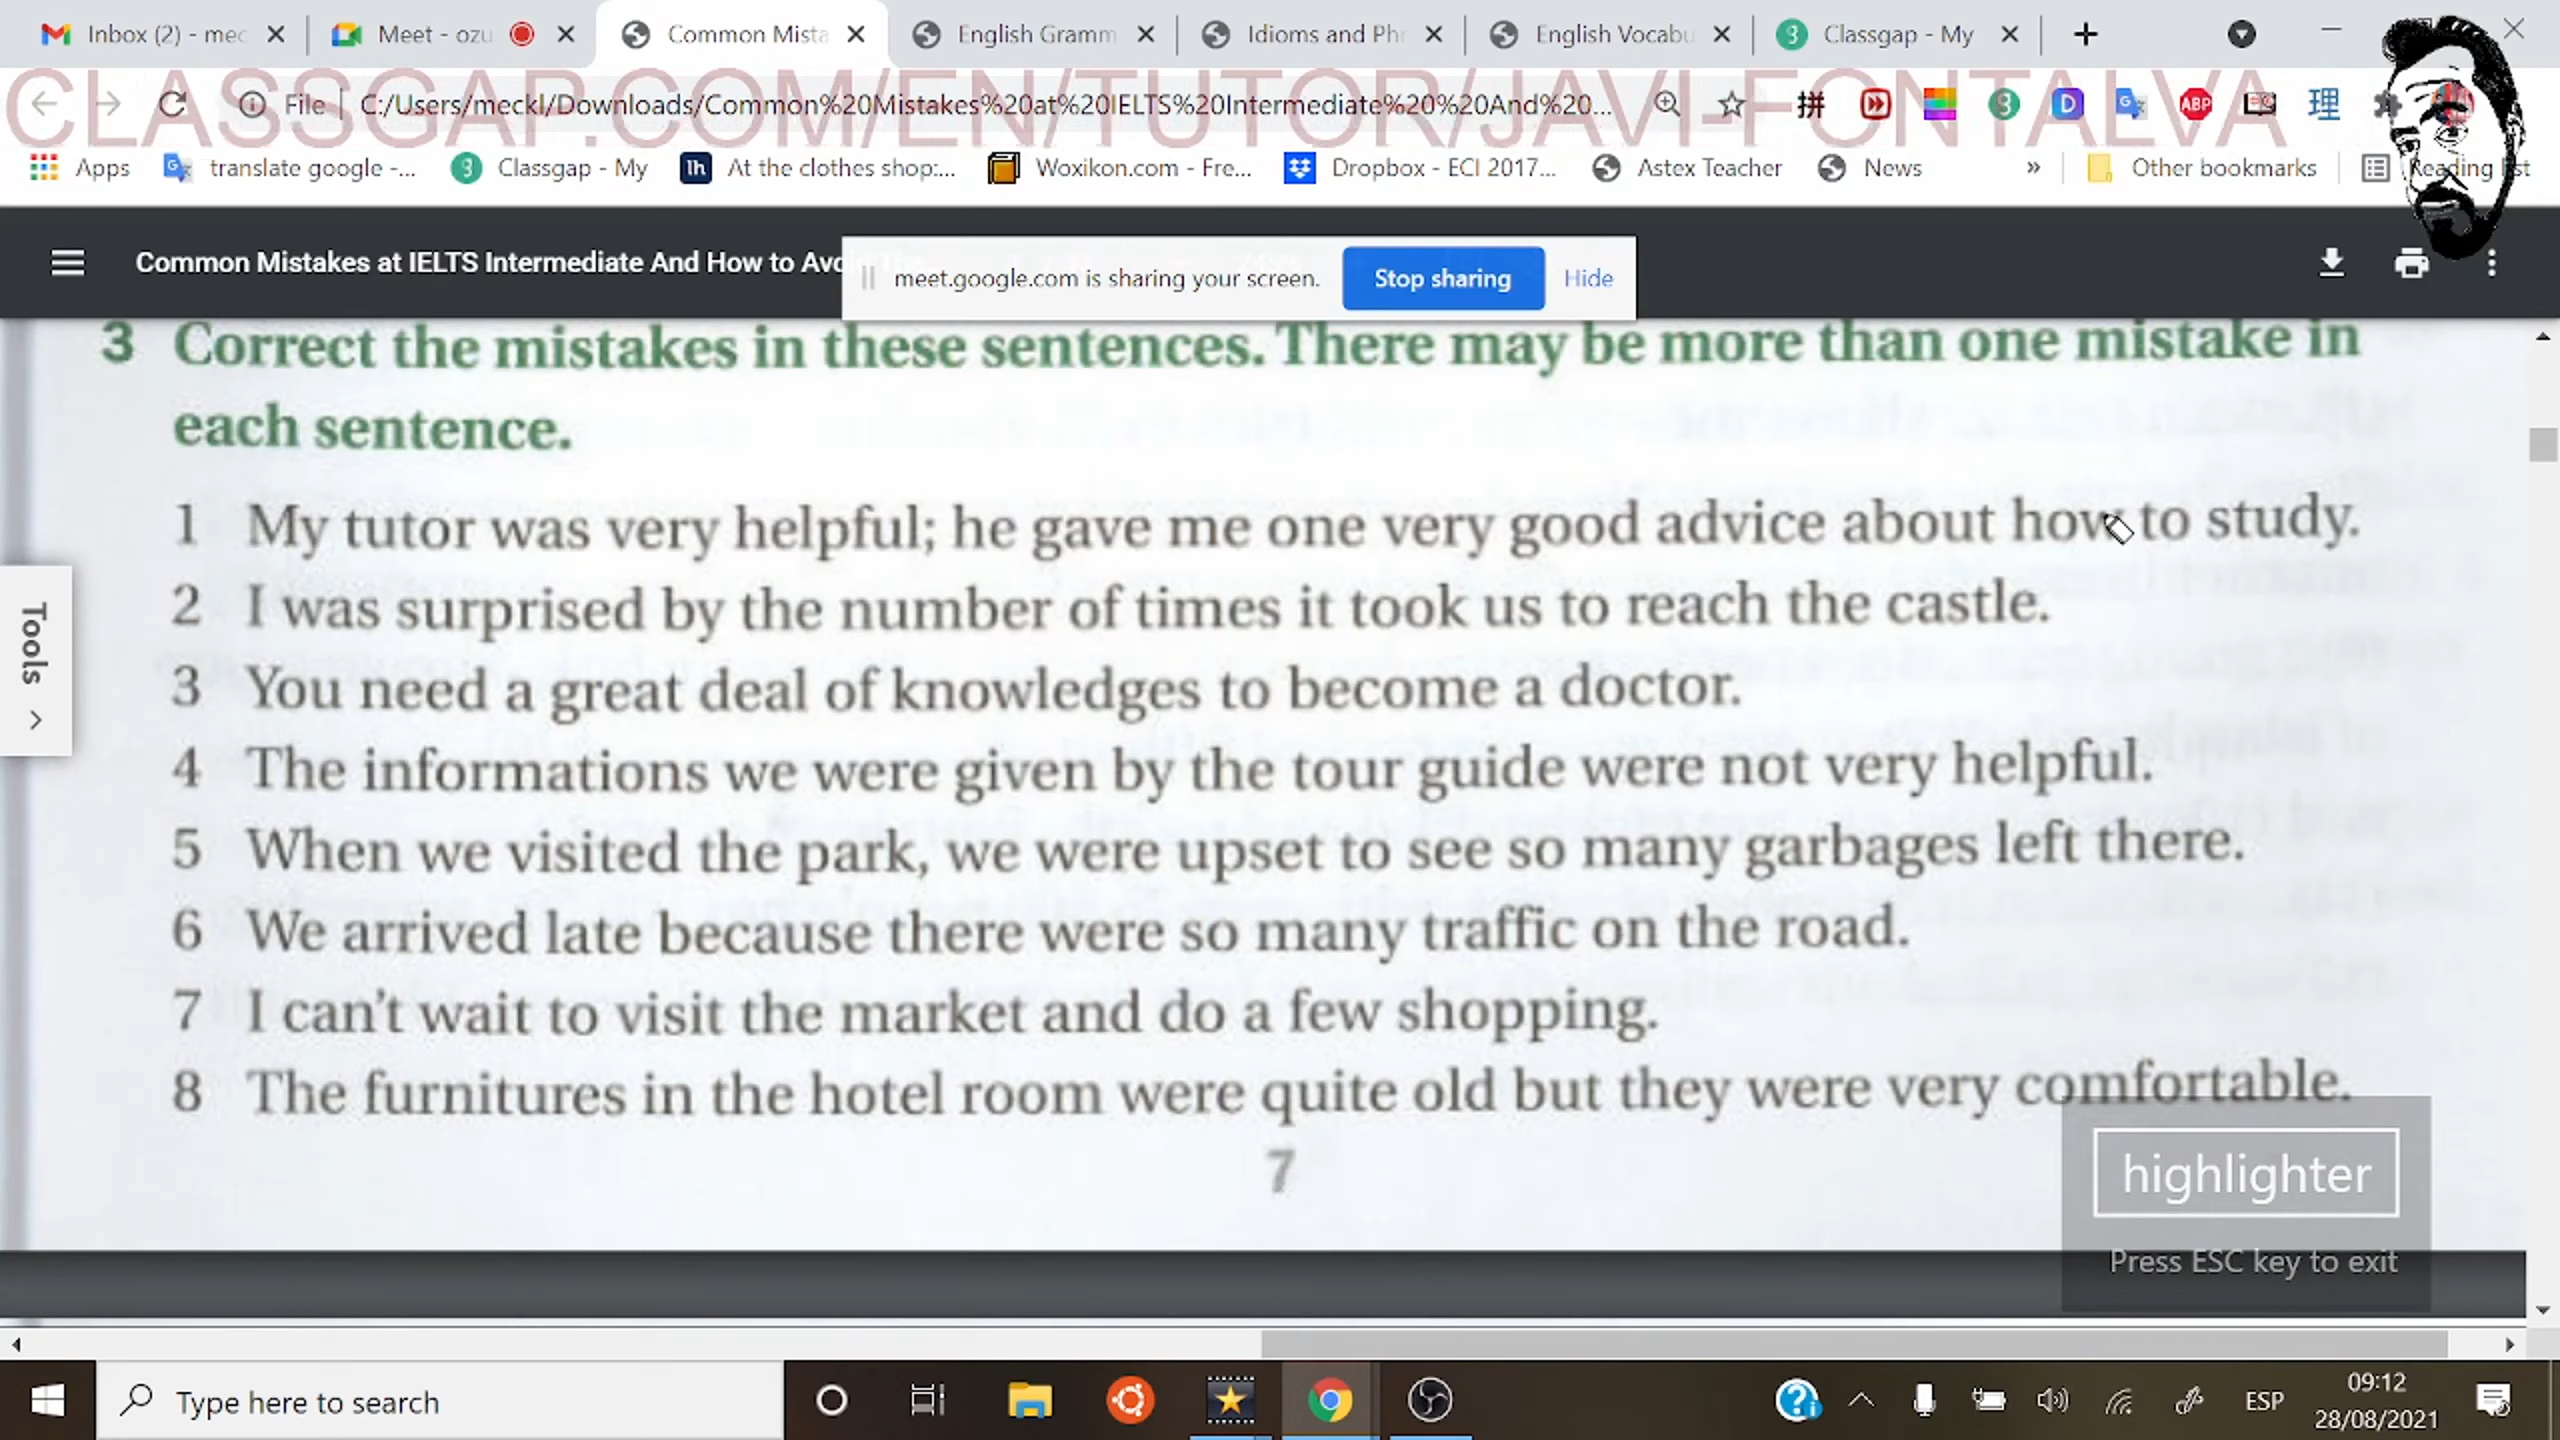 Inbox (2) - mec
Meet - ozu
Common Mista
English Gramm
Idioms and Phr
English Vocabu
Classgap - My
CLASSGAP.COM/EN/TUTOR/JAVI-FONTALVA
File | C:/Users/meckl/Downloads/Common%20Mistakes%20at%20IELTS%20Intermediate%20%20And%20...
Apps translate google -... Classgap - My At the clothes shop:... Woxikon.com - Fre... Dropbox - ECI 2017... Astex Teacher News » Other bookmarks Reading list
Common Mistakes at IELTS Intermediate And How to Avoi
meet.google.com is sharing your screen. Stop sharing Hide
3 Correct the mistakes in these sentences. There may be more than one mistake in
each sentence.
1 My tutor was very helpful; he gave me one very good advice about how to study.
2 I was surprised by the number of times it took us to reach the castle.
3 You need a great deal of knowledges to become a doctor.
4 The informations we were given by the tour guide were not very helpful.
5 When we visited the park, we were upset to see so many garbages left there.
6 We arrived late because there were so many traffic on the road.
7 I can't wait to visit the market and do a few shopping.
8 The furnitures in the hotel room were quite old but they were very comfortable.
7
Tools
highlighter
Press ESC key to exit
Type here to search
ESP
09:12
28/08/2021